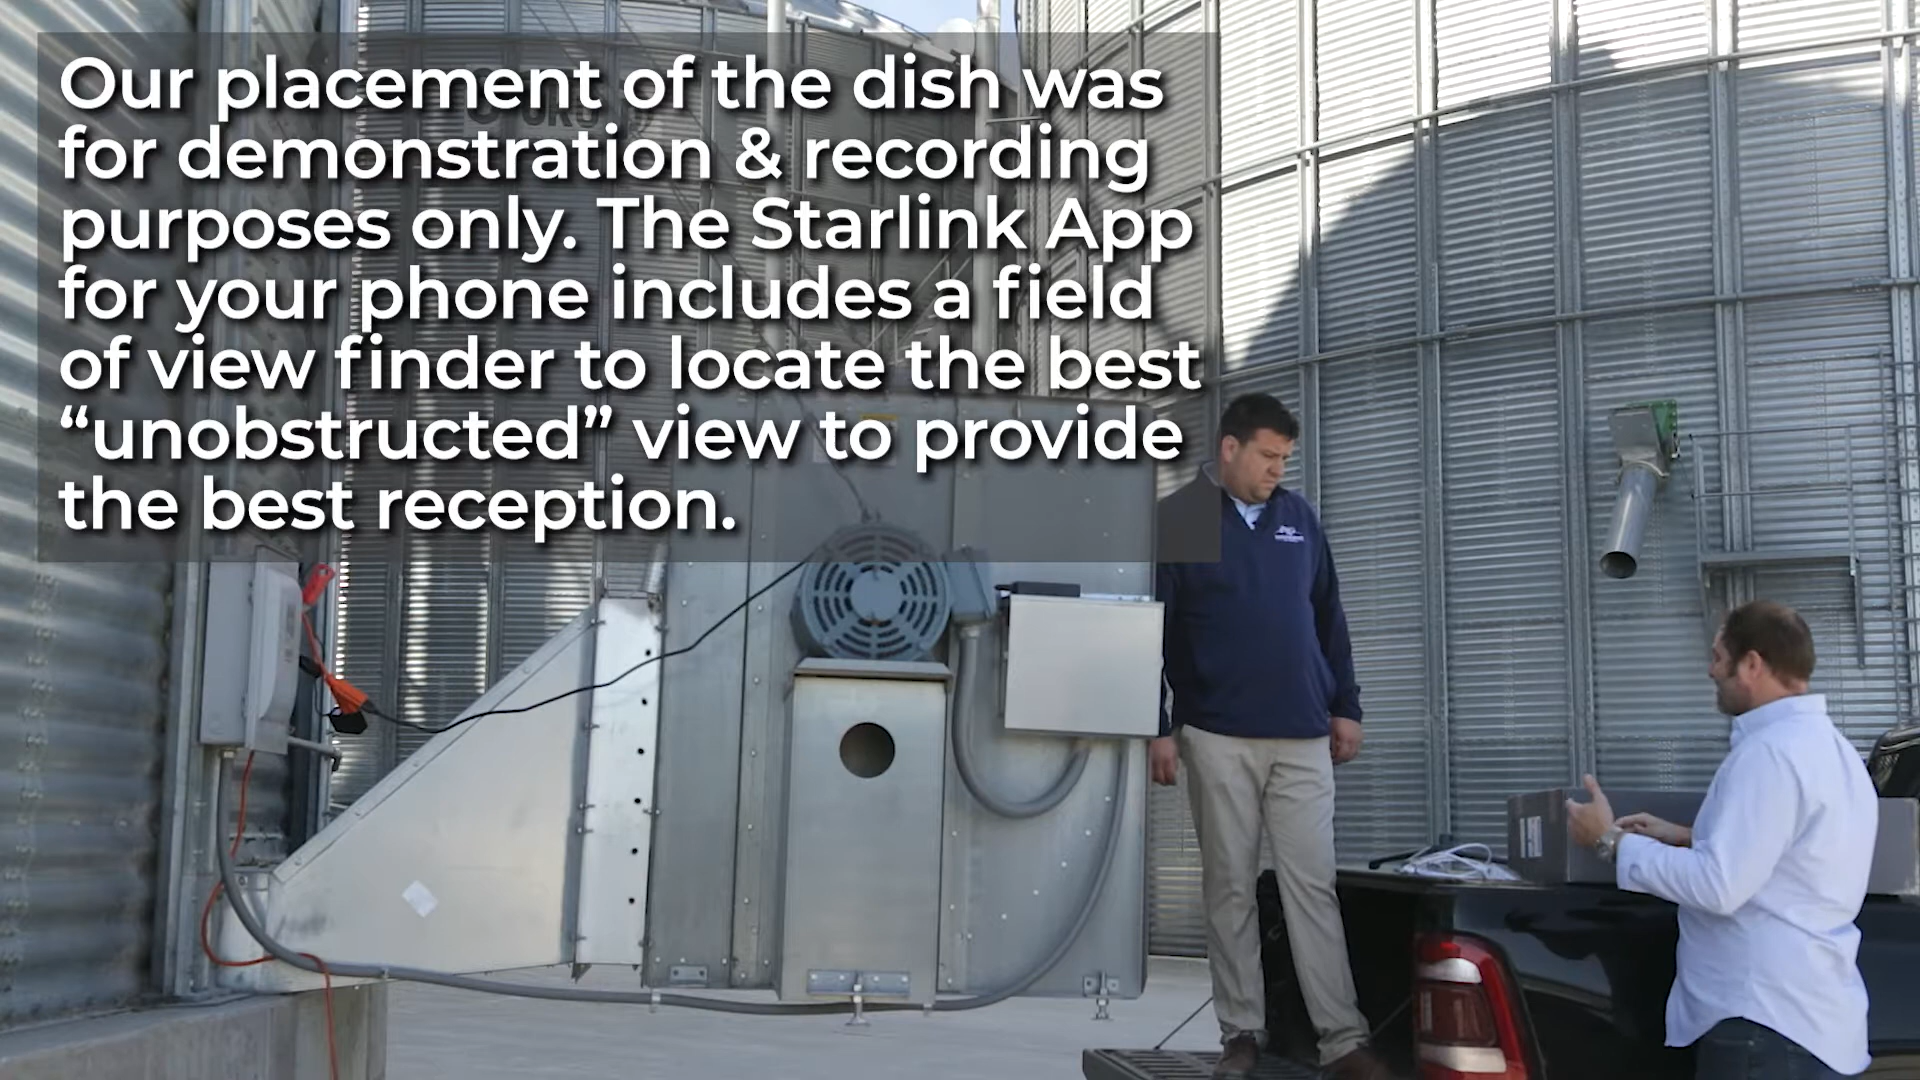 Our placement of the dish was
for demonstration & recording
purposes only. The Starlink App
for your phone includes a field
of view finder to locate the best
“unobstructed” view to provide
the best reception.